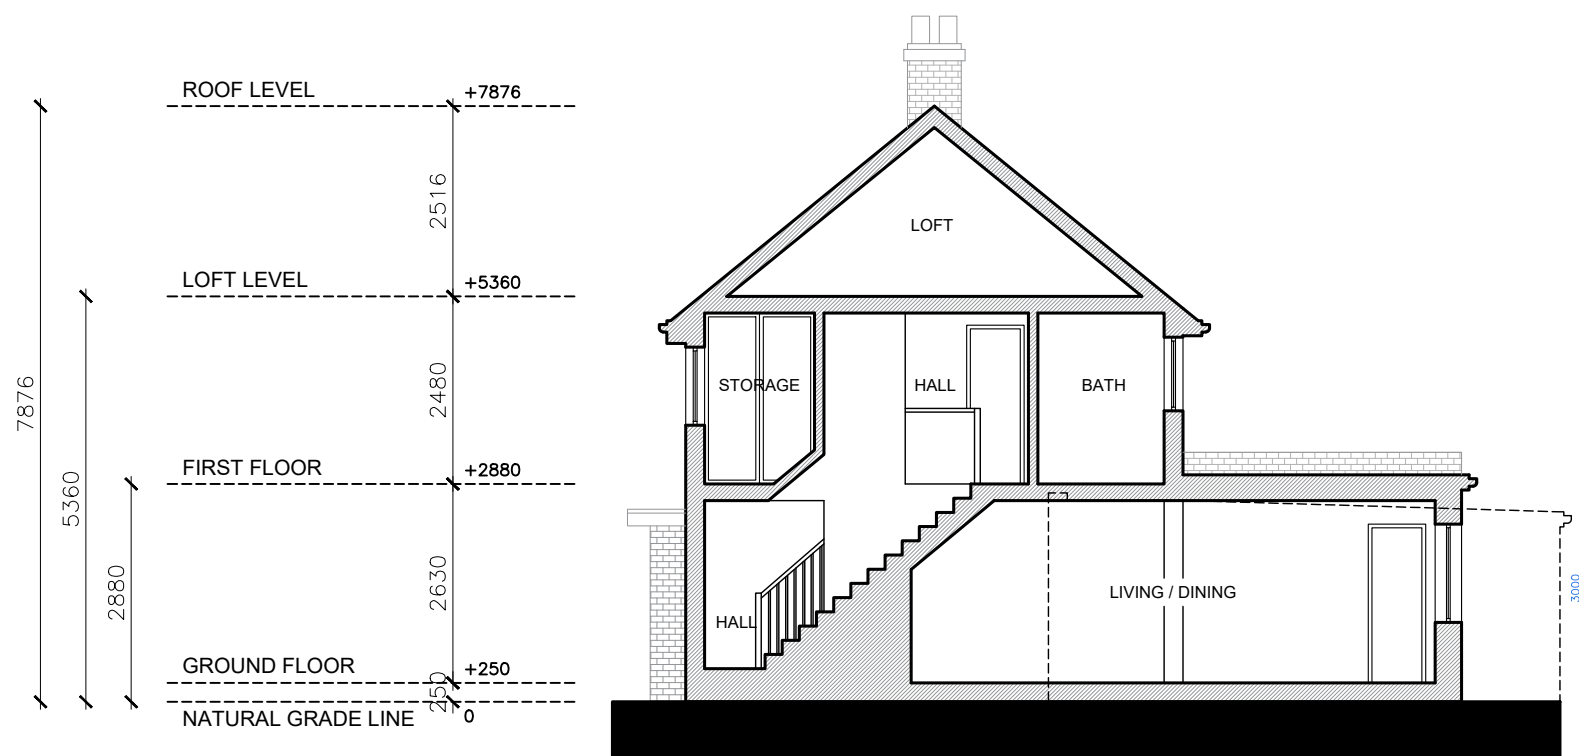 ROOF LEVEL
+7876
2516
LOFT
LOFT LEVEL
+5360
7876
2480
STORAGE
HALL
BATH
FIRST FLOOR
+2880
5360
2880
2630
LIVING / DINING
3000
HALL
GROUND FLOOR
+250
250
NATURAL GRADE LINE
0